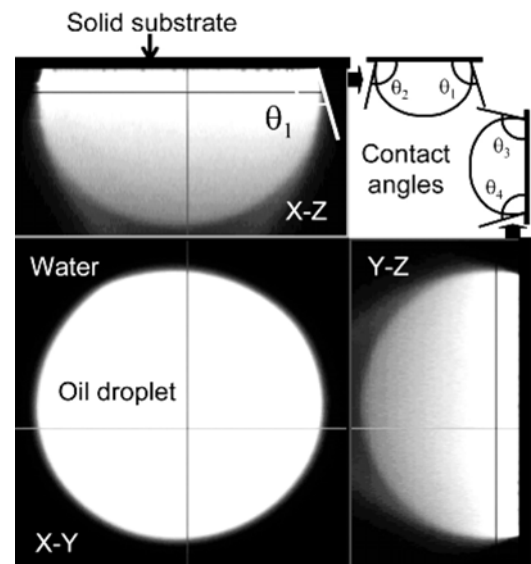 Solid substrate
θ1
X-Z
θ2
θ1
θ3
θ4
Contact
angles
Water
Oil droplet
X-Y
Y-Z